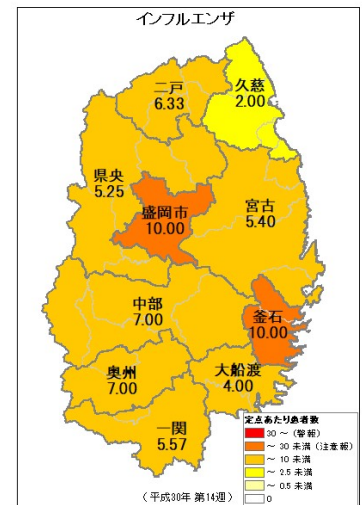 インフルエンザ
二戸
6.33
久慈
2.00
県央
5.25
盛岡市
10.00
宮古
5.40
中部
7.00
釜石
10.00
奥州
7.00
大船渡
4.00
一関
5.57
定点あたり患者数
30 ～ (警報)
～ 30 未満 (注意報)
～ 10 未満
～ 2.5 未満
～ 0.5 未満
0
(平成30年 第14週)